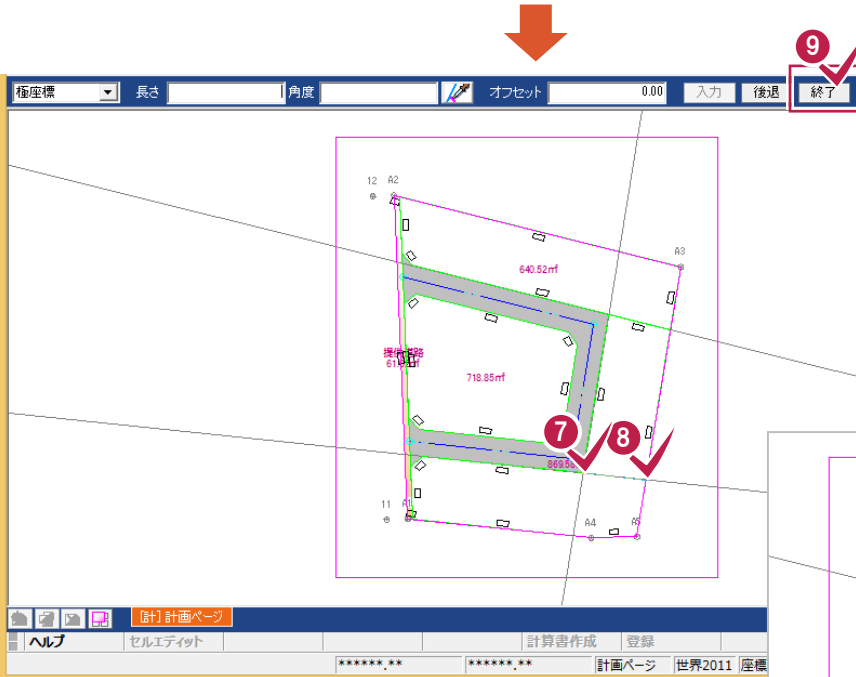 9
極座標 長さ 角度 オフセット 0.00 入力 後退 終了
12 A2
A3
640.52㎡
718.85㎡
7 8
11 A1
A4 A5
[計] 計画ページ
ヘルプ セルエディット 計算書作成 登録
******.** ******.** 計画ページ 世界2011 座標